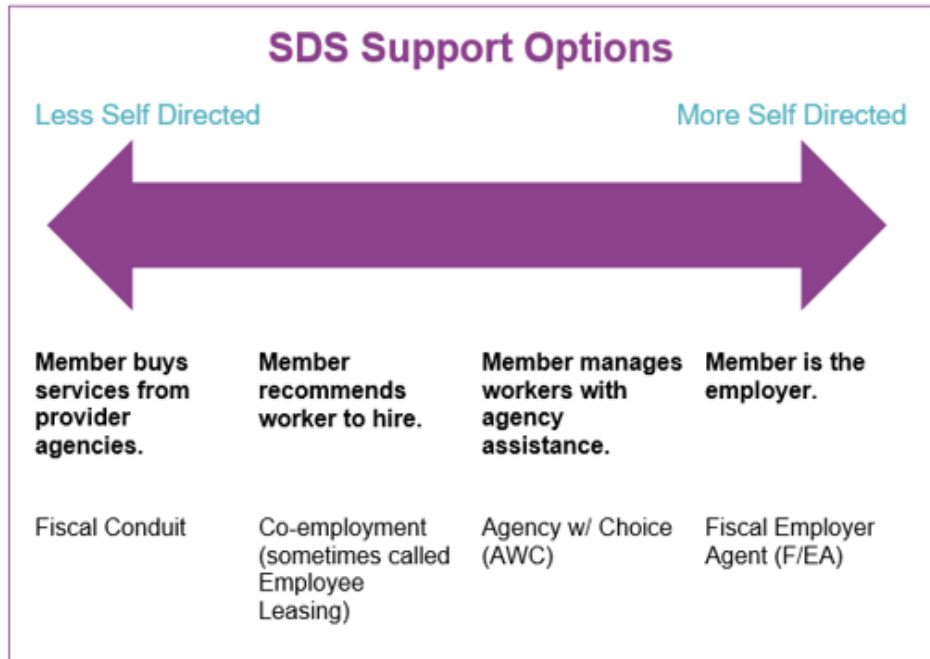 SDS Support Options
Less Self Directed
More Self Directed
Member buys
services from
provider
agencies.
Member
recommends
worker to hire.
Member manages
workers with
agency
assistance.
Member is the
employer.
Fiscal Conduit
Co-employment
(sometimes called
Employee
Leasing)
Agency w/ Choice
(AWC)
Fiscal Employer
Agent (F/EA)